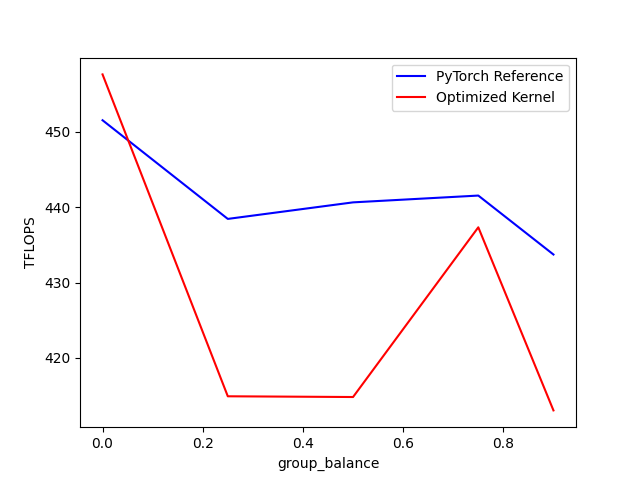 PyTorch Reference
Optimized Kernel
450
440
430
420
TFLOPS
0.0 0.2 0.4 0.6 0.8
group_balance